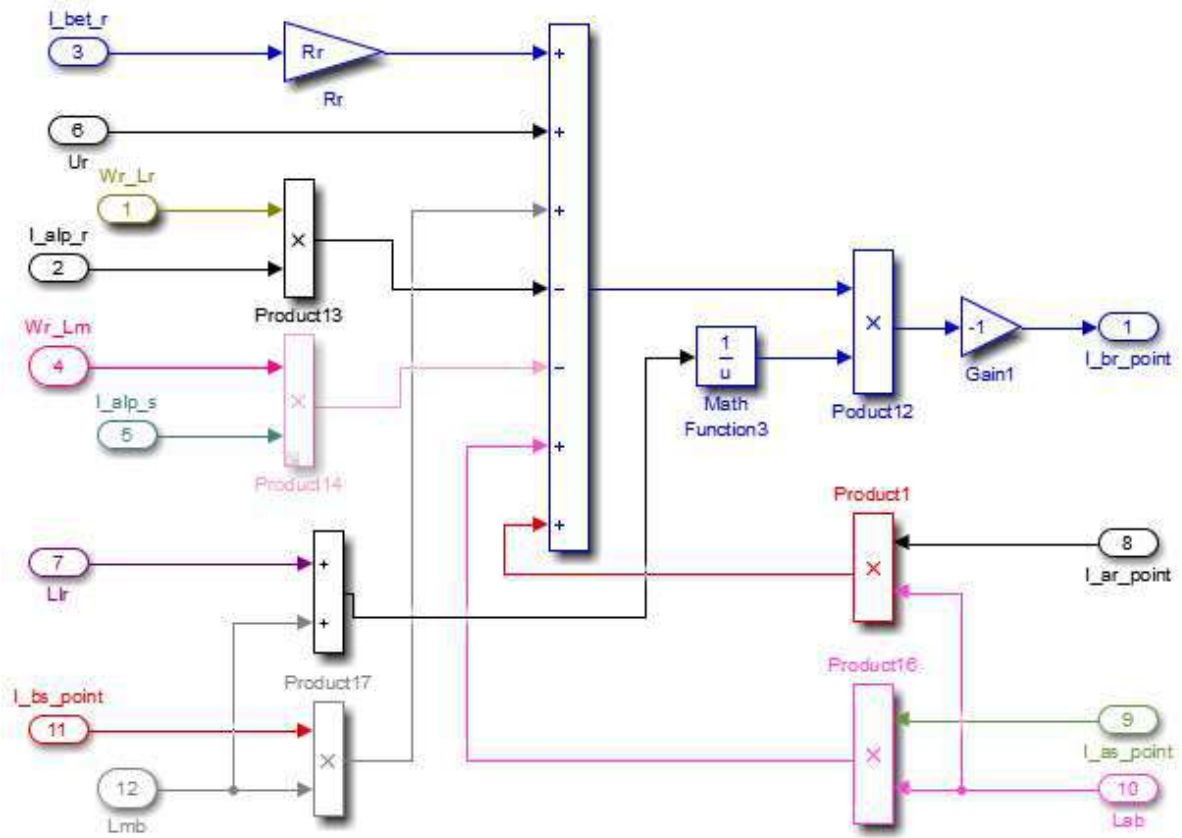 I_bet_r
3
Rr
Rr
+
6
Ur
+
Wr_Lr
1
+
I_alp_r
2
×
Product13
−
Wr_Lm
4
×
−
I_alp_s
5
Product14
+
1
u
Math
Function3
×
Poduct12
-1
Gain1
1
I_br_point
+
7
Llr
+
+
Product1
×
8
I_ar_point
Product17
I_bs_point
11
×
12
Lmb
Product16
×
9
I_as_point
10
Lab